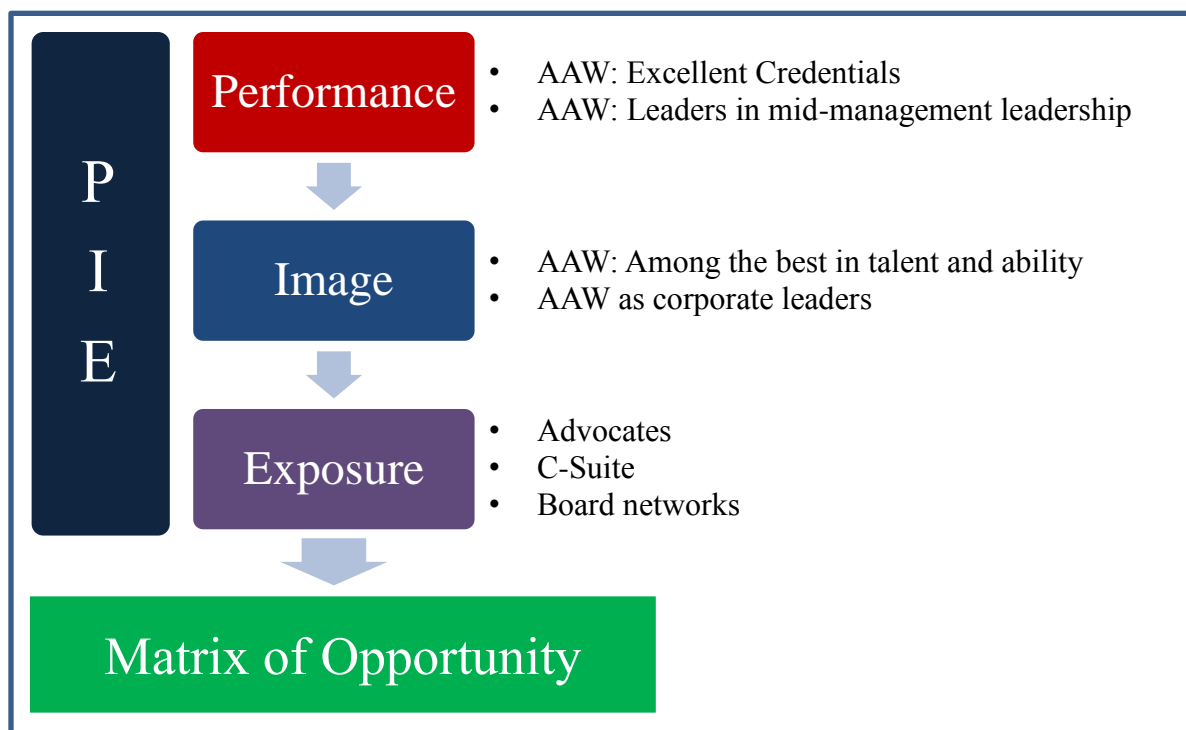 P
I
E
Performance
• AAW: Excellent Credentials
• AAW: Leaders in mid-management leadership
Image
• AAW: Among the best in talent and ability
• AAW as corporate leaders
Exposure
• Advocates
• C-Suite
• Board networks
Matrix of Opportunity